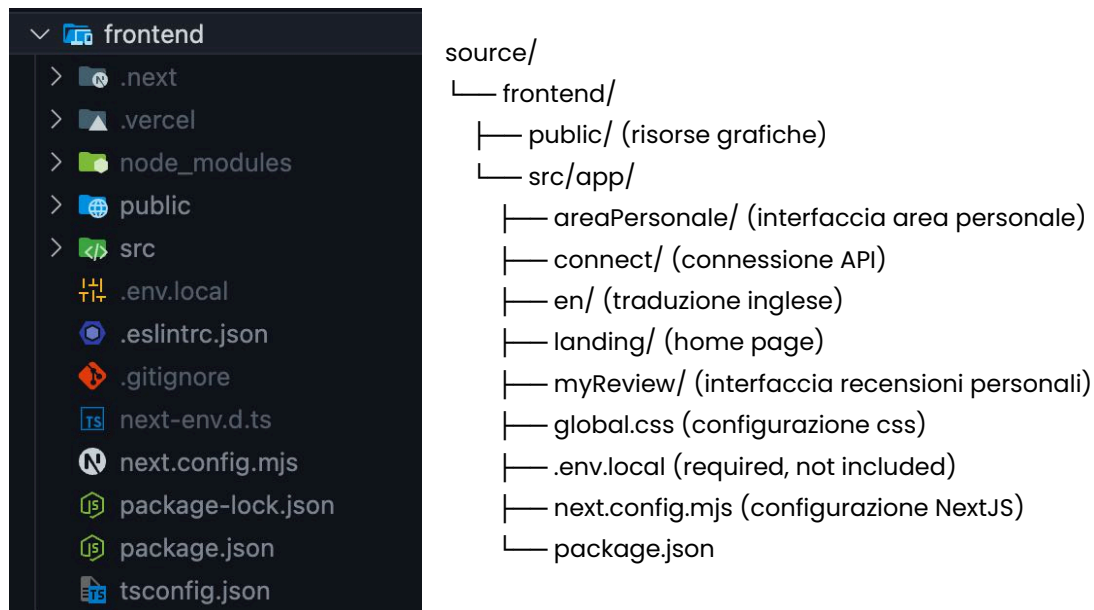 frontend
.next
.vercel
node_modules
public
src
.env.local
.eslintrc.json
.gitignore
next-env.d.ts
next.config.mjs
package-lock.json
package.json
tsconfig.json
source/
└── frontend/
├── public/ (risorse grafiche)
└── src/app/
├── areaPersonale/ (interfaccia area personale)
├── connect/ (connessione API)
├── en/ (traduzione inglese)
├── landing/ (home page)
├── myReview/ (interfaccia recensioni personali)
├── global.css (configurazione css)
├── .env.local (required, not included)
├── next.config.mjs (configurazione NextJS)
└── package.json